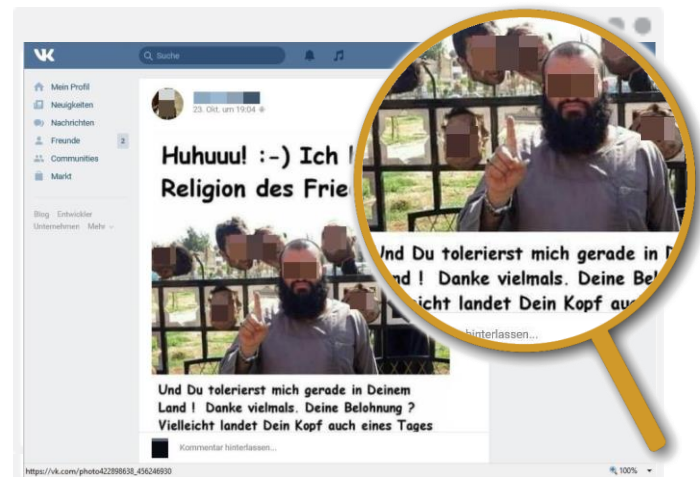 Suche
Mein Profil
Neuigkeiten
Nachrichten
Freunde 2
Communities
Markt
Blog Entwickler
Unternehmen Mehr
23. Okt. um 19:04
Huhuuu! :-) Ich
Religion des
Und Du tolerierst mich gerade in Deinem
Land ! Danke vielmals. Deine Belohnung ?
Vielleicht landet Dein Kopf auch eines Tages
Kommentar hinterlassen...
Und Du tolerierst mich gerade in
Danke vielmals. Deine
landet Dein Kopf
hinterlassen...
https://vk.com/photo422898638_456246930
100%